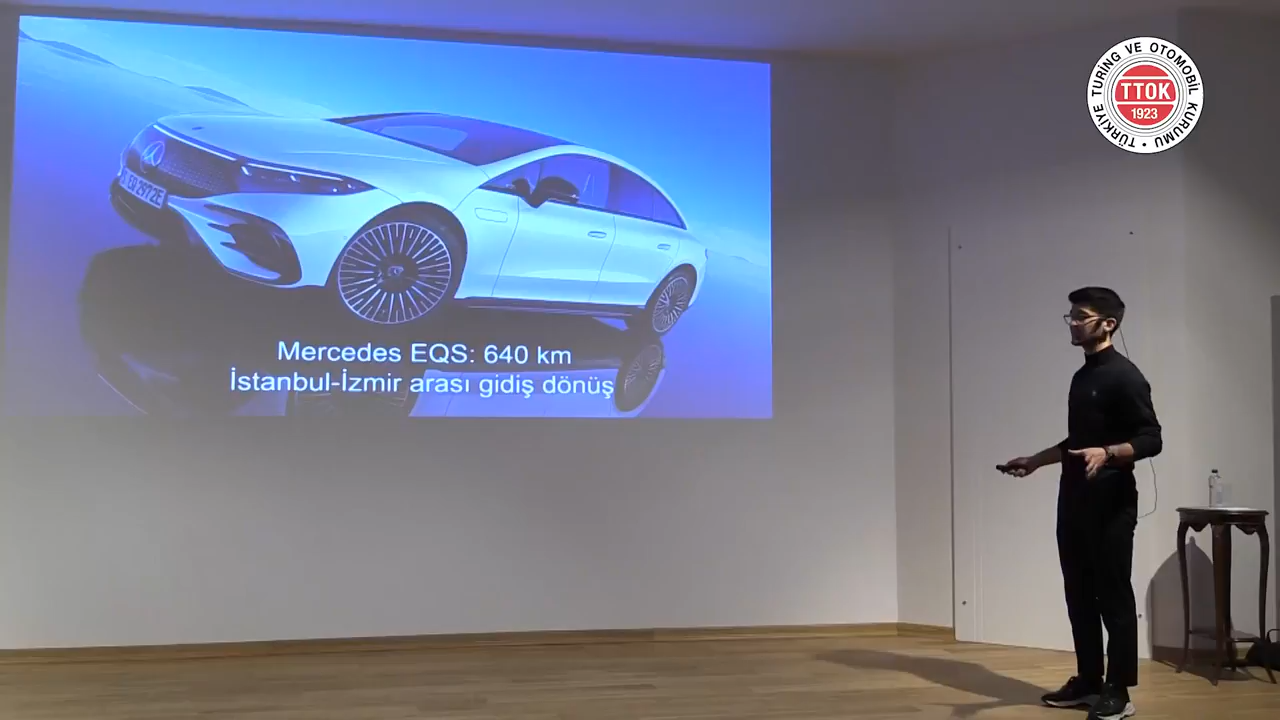 TÜRKİYE TURİNG VE OTOMOBİL KURUMU •
TTOK
1923
Mercedes EQS: 640 km
İstanbul-İzmir arası gidiş dönüş